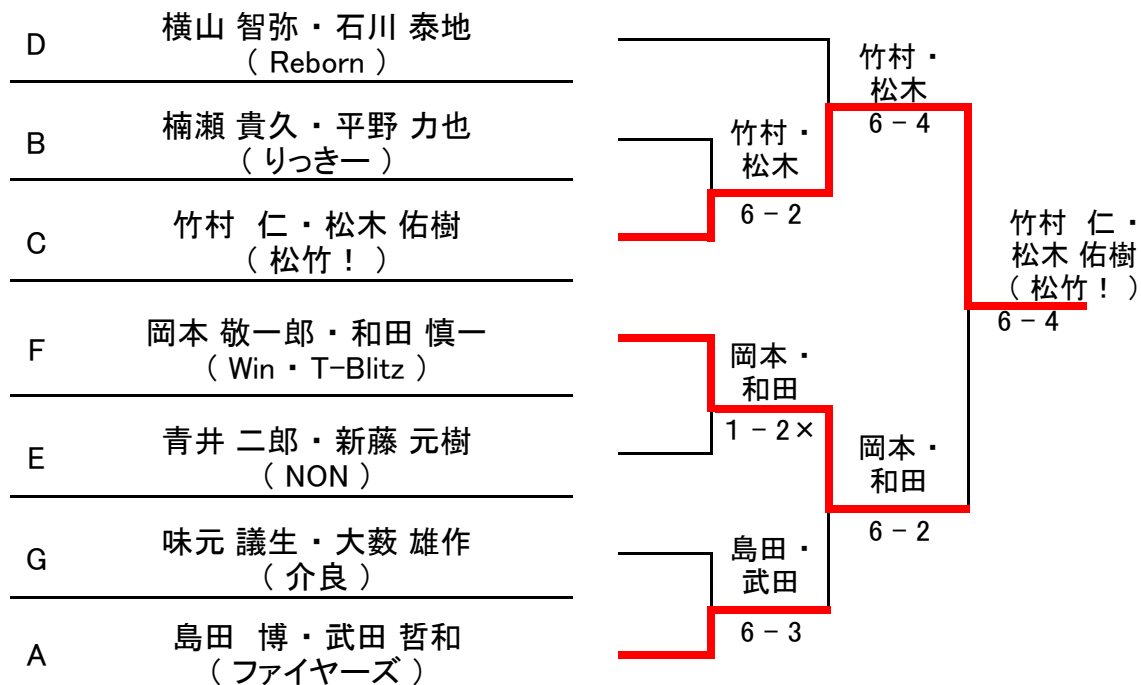 D
横山 智弥 ・ 石川 泰地
( Reborn )
B
楠瀬 貴久 ・ 平野 力也
( りっきー )
C
竹村 仁 ・ 松木 佑樹
( 松竹！ )
F
岡本 敬一郎 ・ 和田 慎一
( Win ・ T-Blitz )
E
青井 二郎 ・ 新藤 元樹
( NON )
G
味元 議生 ・ 大薮 雄作
( 介良 )
A
島田 博 ・ 武田 哲和
( ファイヤーズ )
竹村 ・
松木
6 - 2
岡本 ・
和田
1 - 2×
島田 ・
武田
6 - 3
竹村 ・
松木
6 - 4
岡本 ・
和田
6 - 2
竹村 仁 ・
松木 佑樹
( 松竹！ )
6 - 4